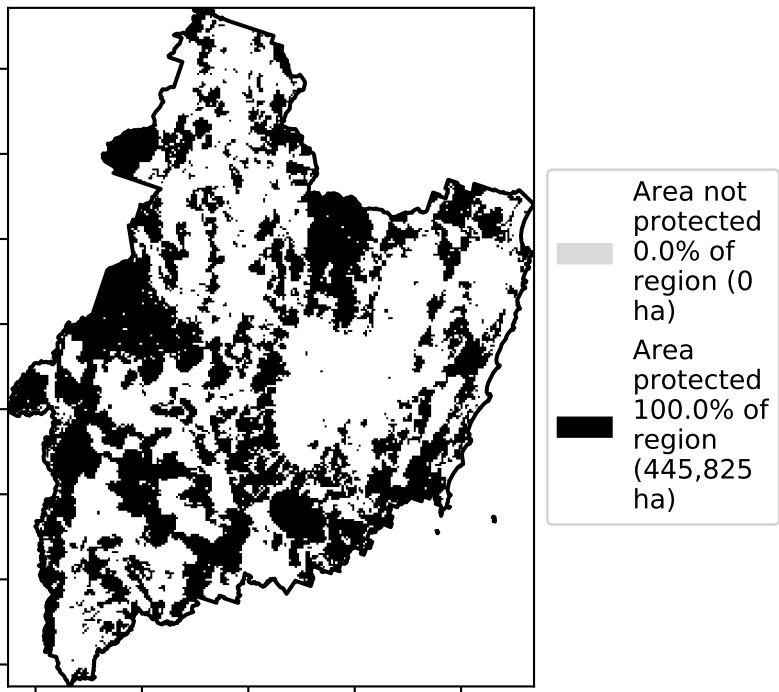 Area not
protected
0.0% of
region (0
ha)
Area
protected
100.0% of
region
(445,825
ha)